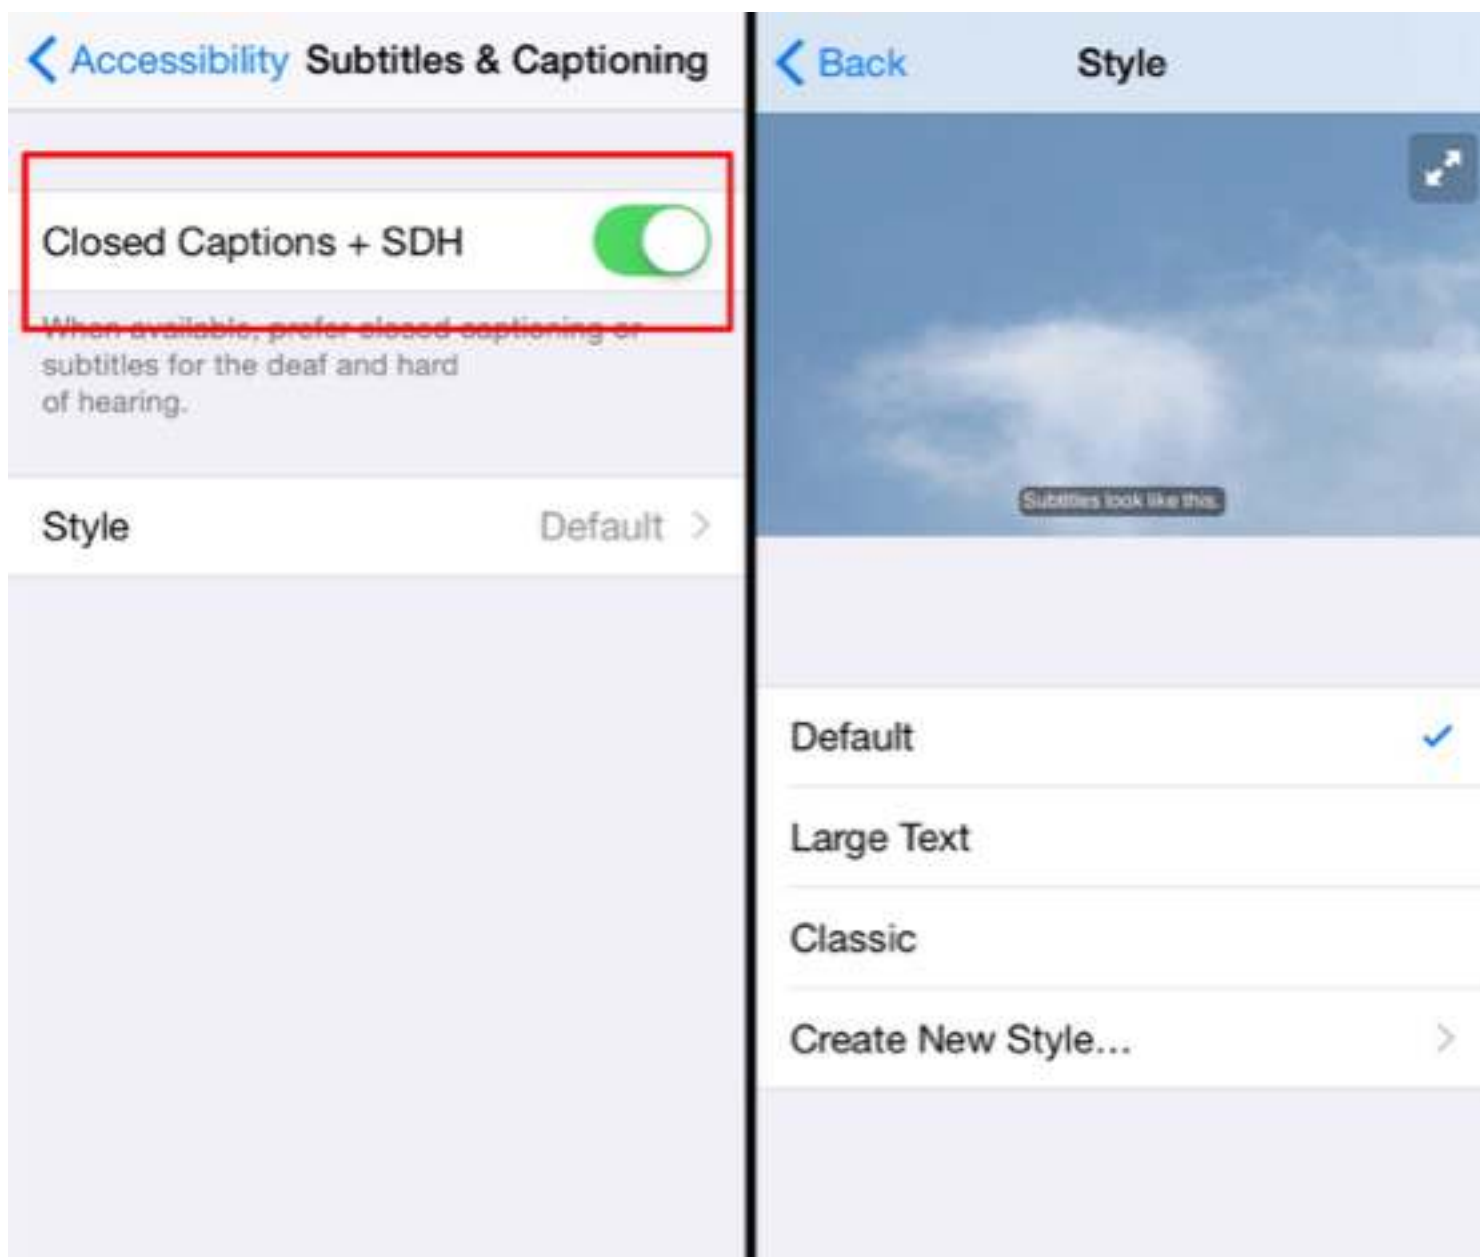 Accessibility Subtitles & Captioning
Closed Captions + SDH
When available, prefer closed captioning or
subtitles for the deaf and hard
of hearing.
Style Default
Back Style
Subtitles look like this.
Default
Large Text
Classic
Create New Style...